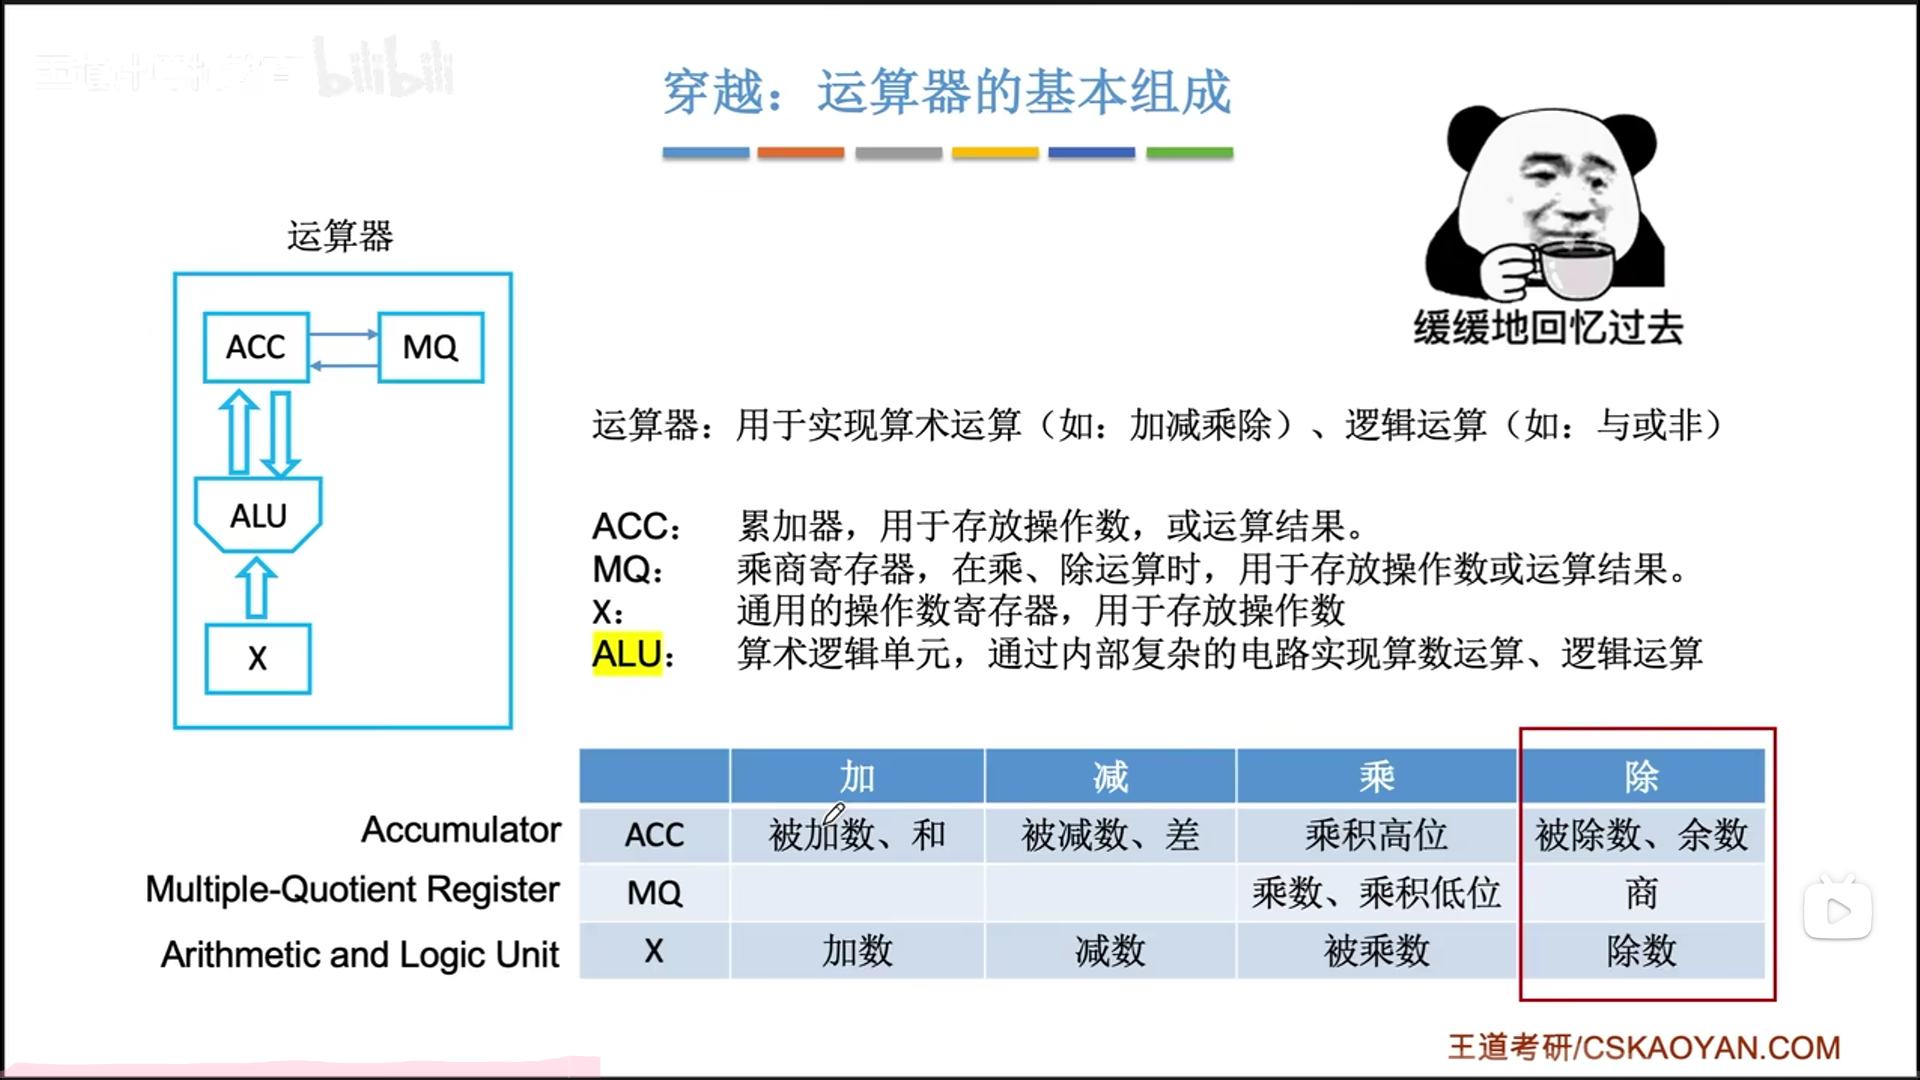 bilibili
穿越：运算器的基本组成
缓缓地回忆过去
运算器
ACC
MQ
ALU
X
运算器：用于实现算术运算（如：加减乘除）、逻辑运算（如：与或非）
ACC： 累加器，用于存放操作数，或运算结果。
MQ： 乘商寄存器，在乘、除运算时，用于存放操作数或运算结果。
X： 通用的操作数寄存器，用于存放操作数
ALU： 算术逻辑单元，通过内部复杂的电路实现算数运算、逻辑运算
加 减 乘 除
Accumulator ACC 被加数、和 被减数、差 乘积高位 被除数、余数
Multiple-Quotient Register MQ 乘数、乘积低位 商
Arithmetic and Logic Unit X 加数 减数 被乘数 除数
王道考研/CSKAOYAN.COM